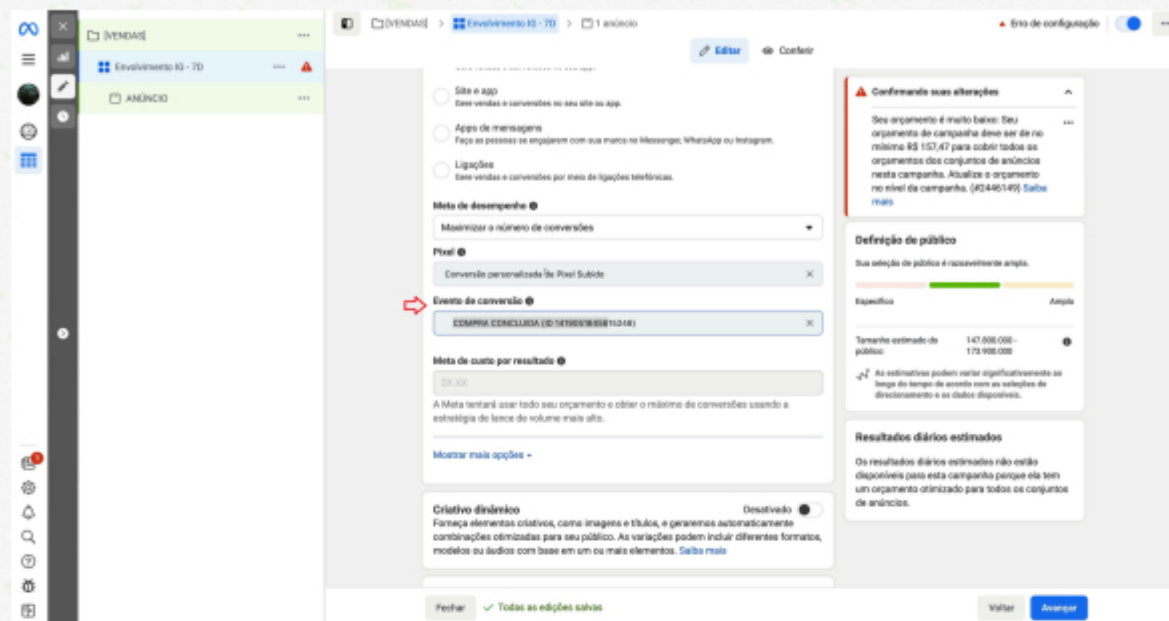 [VENDAS]
Envolvimento IG - 7D
ANÚNCIO
[VENDAS] > Envolvimento IG - 7D > 1 anúncio
Erro de configuração
Editar
Conferir
Site e app
Gere vendas e conversões no seu site ou app.
Apps de mensagens
Faça as pessoas se engajarem com sua marca no Messenger, WhatsApp ou Instagram.
Ligações
Gere vendas e conversões por meio de ligações telefônicas.
Meta de desempenho
Maximizar o número de conversões
Pixel
Conversão personalizada de Pixel Subido
Evento de conversão
COMPRA CONCLUIDA (ID
Meta de custo por resultado
A Meta tentará usar todo seu orçamento e obter o máximo de conversões usando a
estratégia de lance de volume mais alto.
Mostrar mais opções
Criativo dinâmico
Desativado
Forneça elementos criativos, como imagens e títulos, e geraremos automaticamente
combinações otimizadas para seu público. As variações podem incluir diferentes formatos,
modelos ou áudios com base em um ou mais elementos. Saiba mais
Fechar
Todas as edições salvas
Voltar
Avançar
Confirmando suas alterações
Seu orçamento é muito baixo: Seu
orçamento de campanha deve ser de no
mínimo R$ 157,47 para cobrir todos os
orçamentos dos conjuntos de anúncios
nesta campanha. Atualize o orçamento
no nível da campanha. (#2446149) Saiba
mais
Definição de público
Sua seleção de público é razoavelmente ampla.
Específico
Ampla
Tamanho estimado do
público:
147.800.000 -
173.900.000
As estimativas podem variar significativamente ao
longo do tempo de acordo com as seleções de
direcionamento e os dados disponíveis.
Resultados diários estimados
Os resultados diários estimados não estão
disponíveis para esta campanha porque ela tem
um orçamento otimizado para todos os conjuntos
de anúncios.